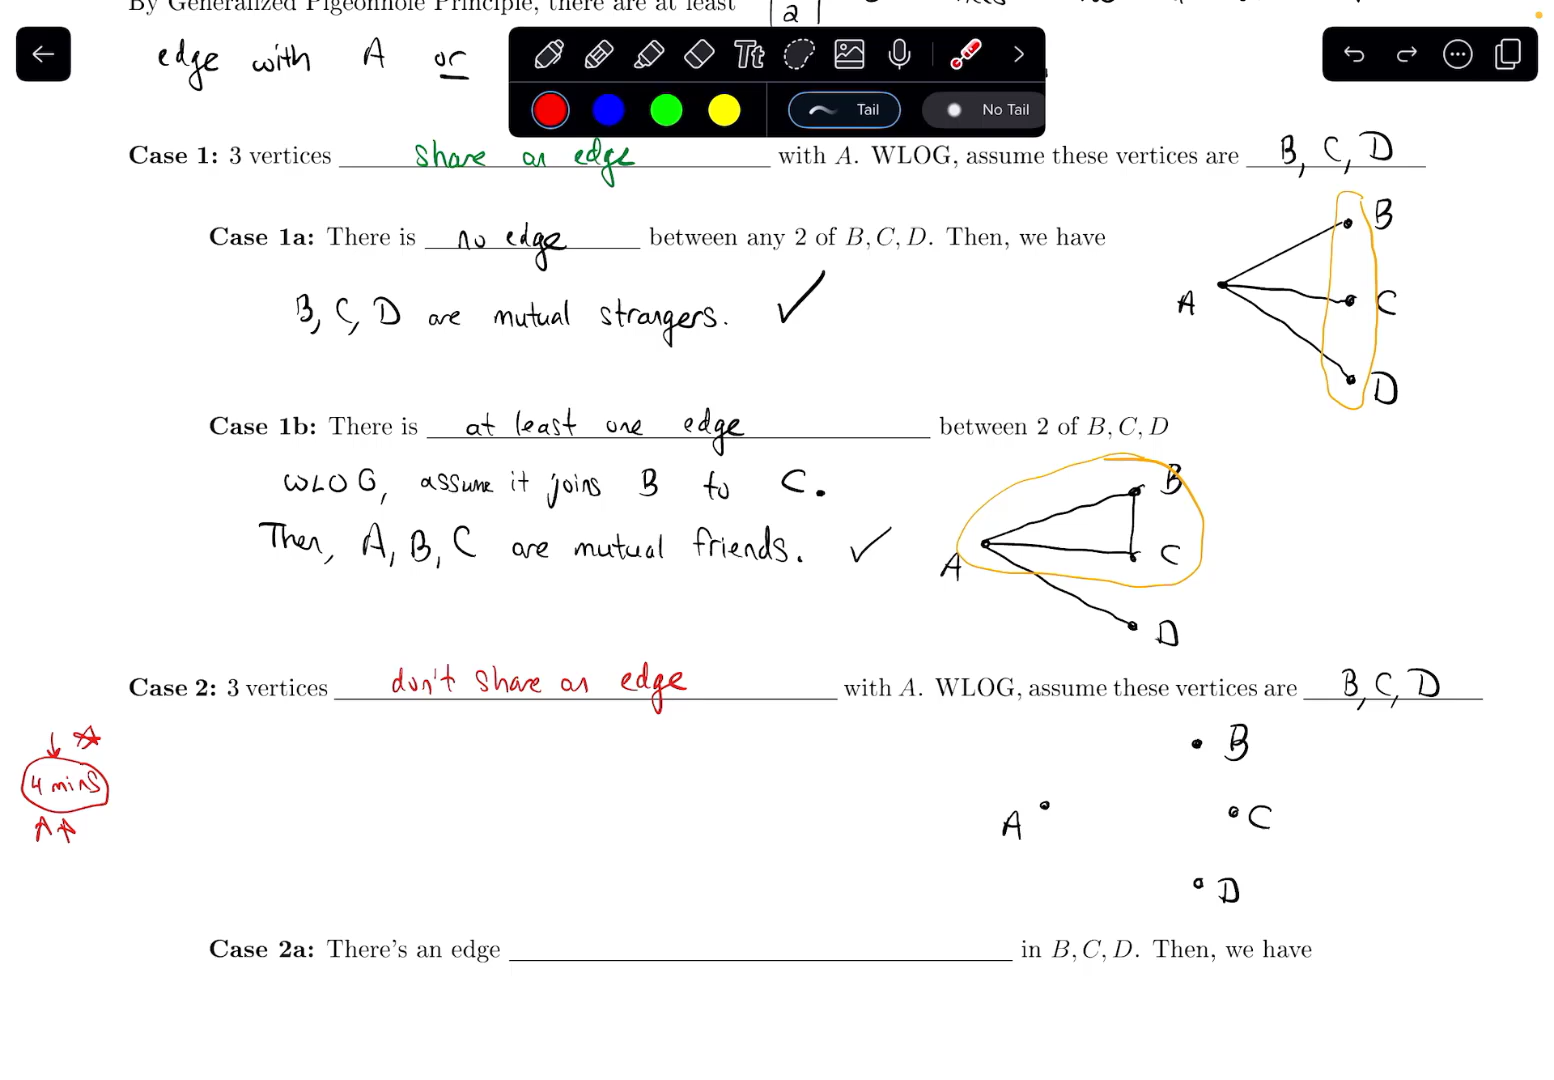 By Generalized Pigeonhole Principle, there are at least 2
edge with A or
Tt
Tail No Tail
Case 1: 3 vertices share an edge with A. WLOG, assume these vertices are B, C, D
Case 1a: There is no edge between any 2 of B, C, D. Then, we have
B
B, C, D are mutual strangers. ✓
A
C
D
Case 1b: There is at least one edge between 2 of B, C, D
WLOG, assume it joins B to C.
B
Then, A, B, C are mutual friends. ✓
A
C
D
Case 2: 3 vertices don't share an edge with A. WLOG, assume these vertices are B, C, D
B
4 mins
A
C
D
Case 2a: There's an edge in B, C, D. Then, we have